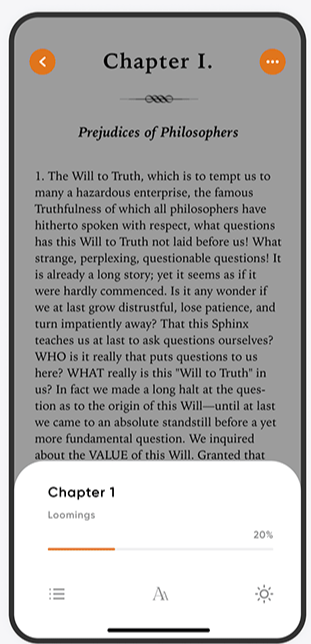 Chapter I.
Prejudices of Philosophers
1. The Will to Truth, which is to tempt us to
many a hazardous enterprise, the famous
Truthfulness of which all philosophers have
hitherto spoken with respect, what questions
has this Will to Truth not laid before us! What
strange, perplexing, questionable questions! It
is already a long story; yet it seems as if it
were hardly commenced. Is it any wonder if
we at last grow distrustful, lose patience, and
turn impatiently away? That this Sphinx
teaches us at last to ask questions ourselves?
WHO is it really that puts questions to us
here? WHAT really is this "Will to Truth" in
us? In fact we made a long halt at the ques-
tion as to the origin of this Will—until at last
we came to an absolute standstill before a yet
more fundamental question. We inquired
about the VALUE of this Will. Granted that
Chapter 1
Loomings
20%
AA